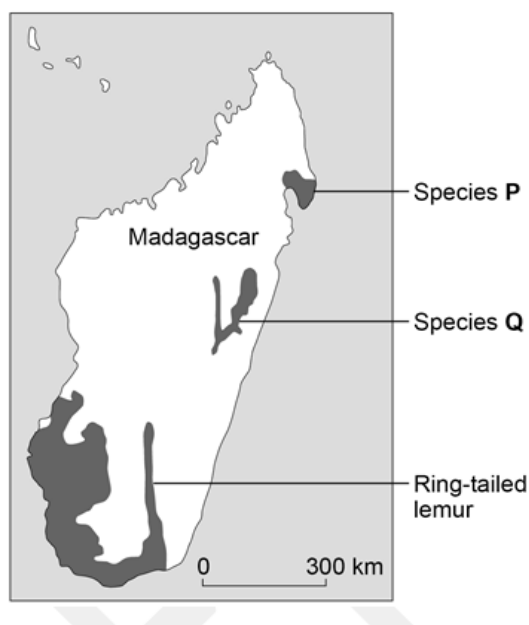 Species P
Madagascar
Species Q
Ring-tailed
lemur
0 300 km